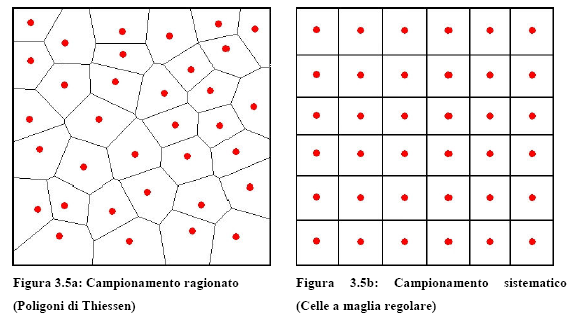 Figura 3.5a: Campionamento ragionato
(Poligoni di Thiessen)
Figura 3.5b: Campionamento sistematico
(Celle a maglia regolare)